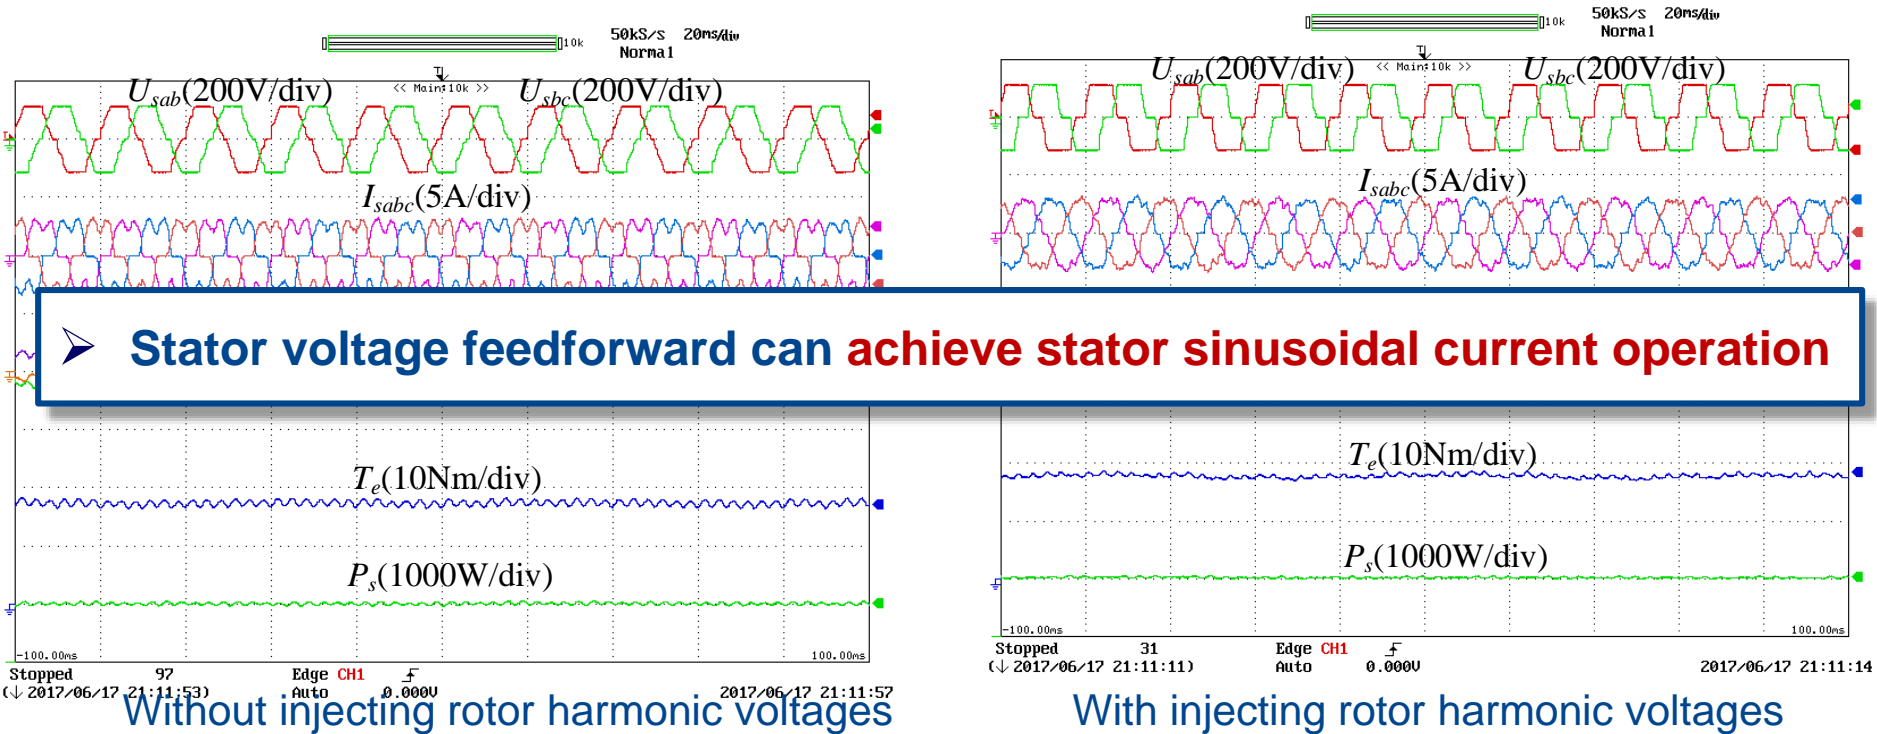 10k 50kS/s 20ms/div
Normal
<< Main:10k >>
Usab(200V/div) Usbc(200V/div)
Isabc(5A/div)
Te(10Nm/div)
Ps(1000W/div)
-100.00ms 100.00ms
Stopped 97 Edge CH1
(↓ 2017/06/17 21:11:53) Auto 0.000V 2017/06/17 21:11:57
Without injecting rotor harmonic voltages
10k 50kS/s 20ms/div
Normal
<< Main:10k >>
Usab(200V/div) Usbc(200V/div)
Isabc(5A/div)
➢ Stator voltage feedforward can achieve stator sinusoidal current operation
Te(10Nm/div)
Ps(1000W/div)
-100.00ms 100.00ms
Stopped 31 Edge CH1
(↓ 2017/06/17 21:11:11) Auto 0.000V 2017/06/17 21:11:14
With injecting rotor harmonic voltages